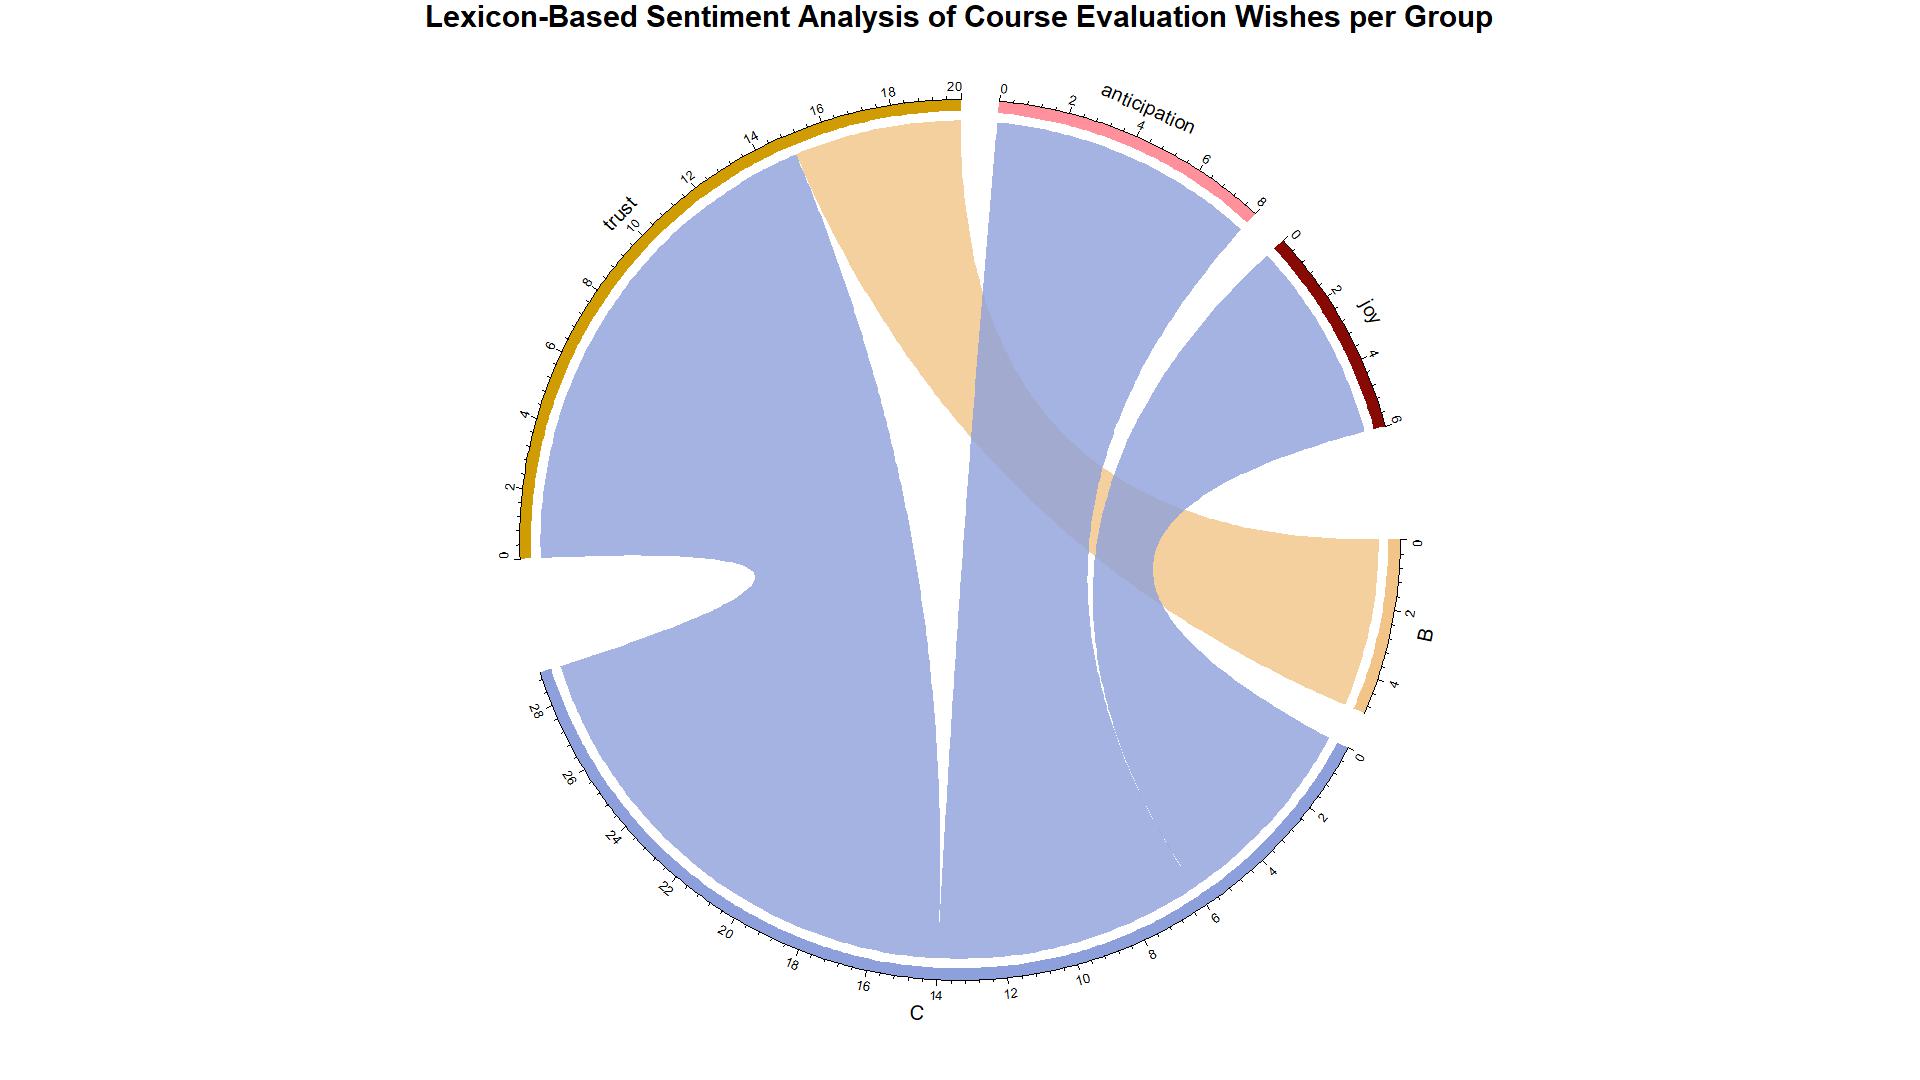 Lexicon-Based Sentiment Analysis of Course Evaluation Wishes per Group
anticipation
0 2 4 6 8
joy
0 2 4 6
B
0 2 4
C
0 2 4 6 8 10 12 14 16 18 20 22 24 26 28
trust
0 2 4 6 8 10 12 14 16 18 20